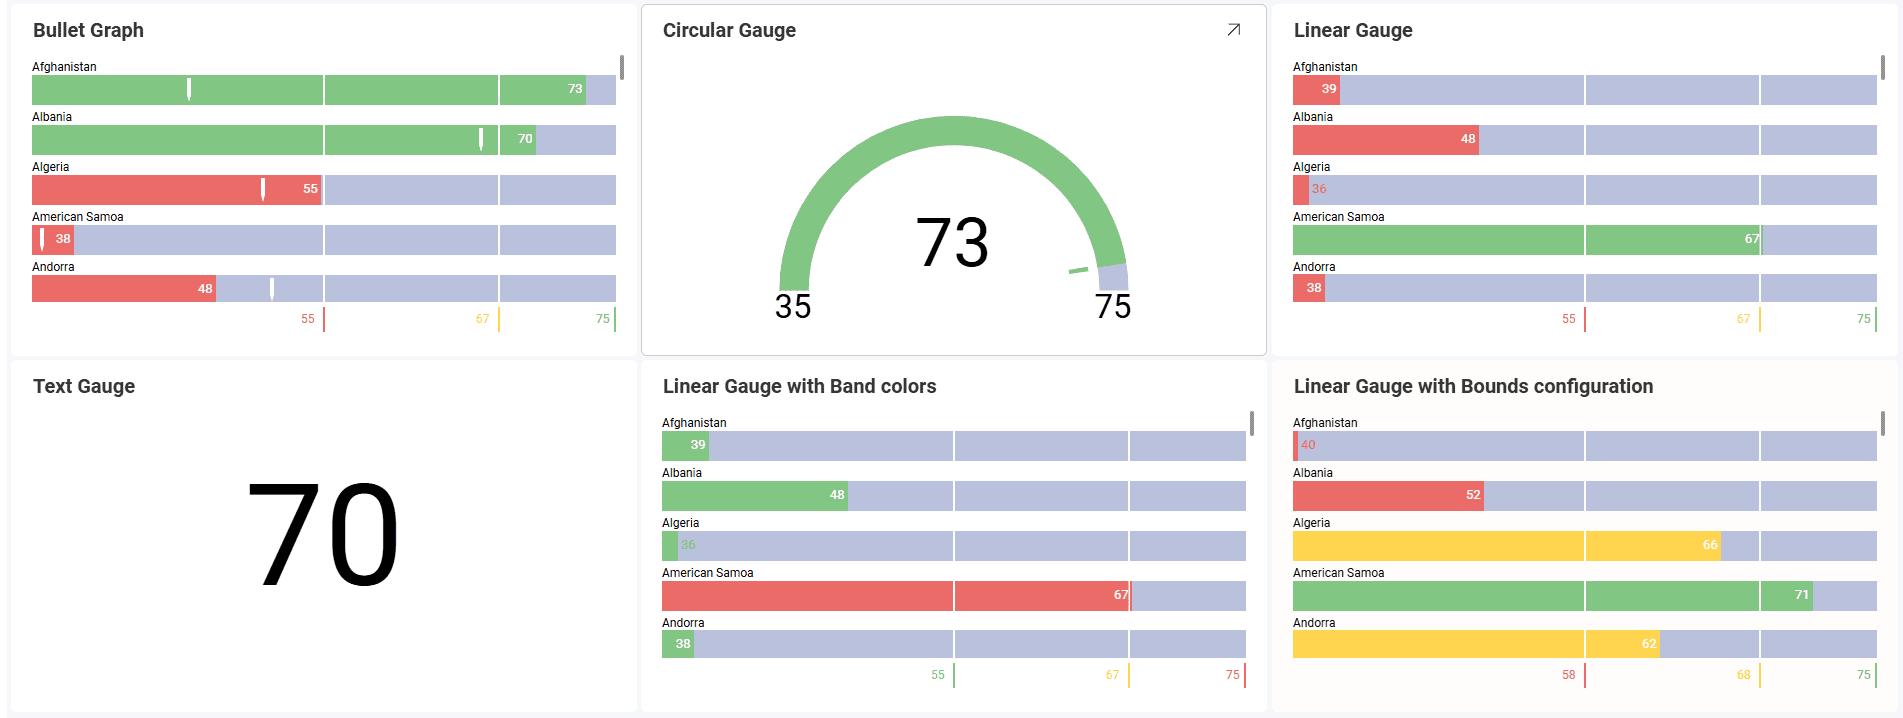 Bullet Graph
Afghanistan
73
Albania
70
Algeria
55
American Samoa
38
Andorra
48
55 67 75
Circular Gauge
73
35 75
Linear Gauge
Afghanistan
39
Albania
48
Algeria
36
American Samoa
67
Andorra
38
55 67 75
Text Gauge
70
Linear Gauge with Band colors
Afghanistan
39
Albania
48
Algeria
36
American Samoa
67
Andorra
38
55 67 75
Linear Gauge with Bounds configuration
Afghanistan
40
Albania
52
Algeria
66
American Samoa
71
Andorra
62
58 68 75